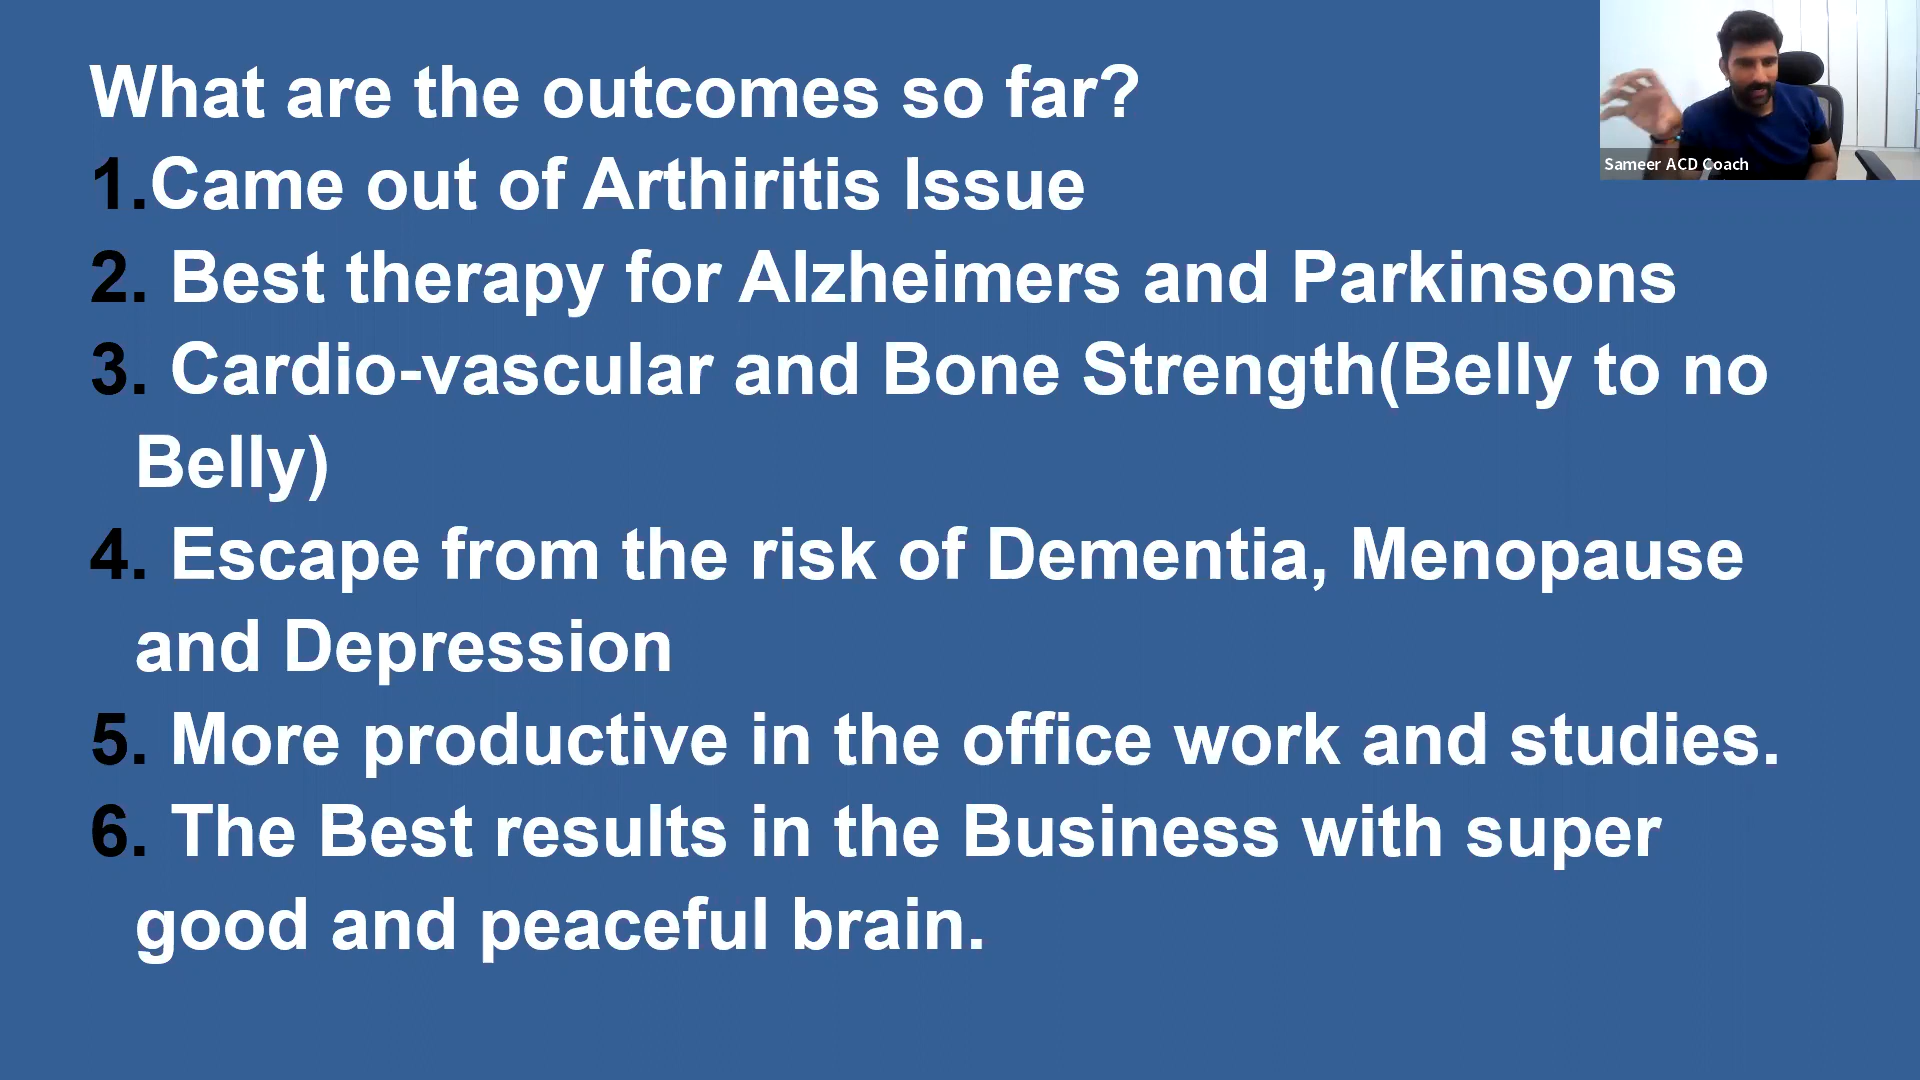 What are the outcomes so far?
1.Came out of Arthiritis Issue
2. Best therapy for Alzheimers and Parkinsons
3. Cardio-vascular and Bone Strength(Belly to no
Belly)
4. Escape from the risk of Dementia, Menopause
and Depression
5. More productive in the office work and studies.
6. The Best results in the Business with super
good and peaceful brain.
Sameer ACD Coach